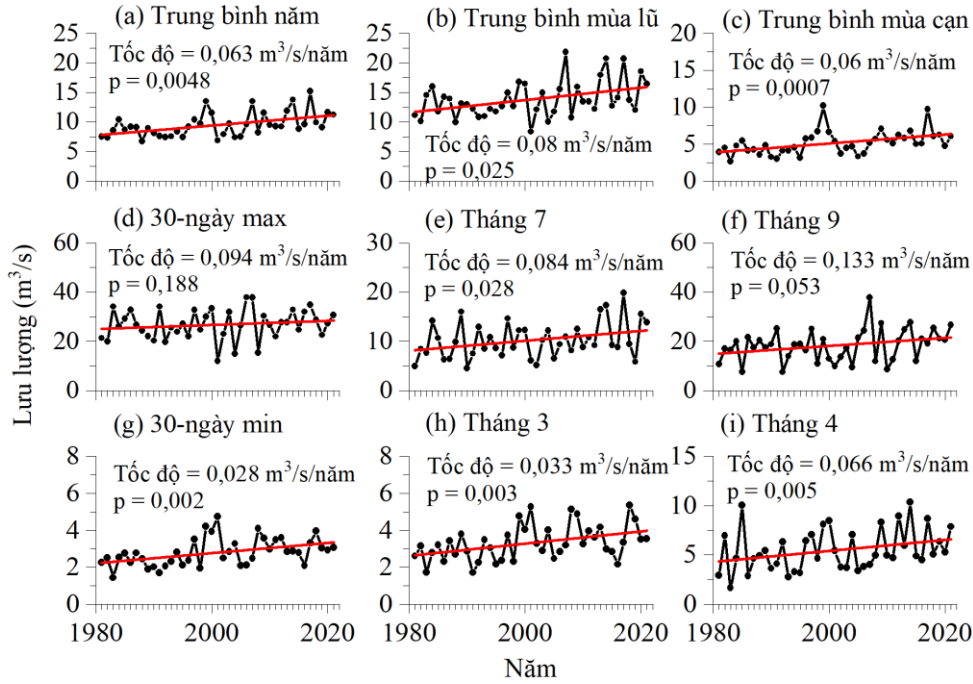 (a) Trung bình năm
Tốc độ = 0,063 m³/s/năm
p = 0,0048
20
15
10
5
0
(b) Trung bình mùa lũ
25
20
15
10
5
0
Tốc độ = 0,08 m³/s/năm
p = 0,025
(c) Trung bình mùa cạn
20
15
10
5
0
Tốc độ = 0,06 m³/s/năm
p = 0,0007
Lưu lượng (m³/s)
(d) 30-ngày max
60
40
20
0
Tốc độ = 0,094 m³/s/năm
p = 0,188
(e) Tháng 7
30
20
10
0
Tốc độ = 0,084 m³/s/năm
p = 0,028
(f) Tháng 9
60
40
20
0
Tốc độ = 0,133 m³/s/năm
p = 0,053
(g) 30-ngày min
8
6
4
2
0
Tốc độ = 0,028 m³/s/năm
p = 0,002
1980
2000
2020
(h) Tháng 3
8
6
4
2
0
Tốc độ = 0,033 m³/s/năm
p = 0,003
1980
2000
2020
(i) Tháng 4
15
10
5
0
Tốc độ = 0,066 m³/s/năm
p = 0,005
1980
2000
2020
Năm